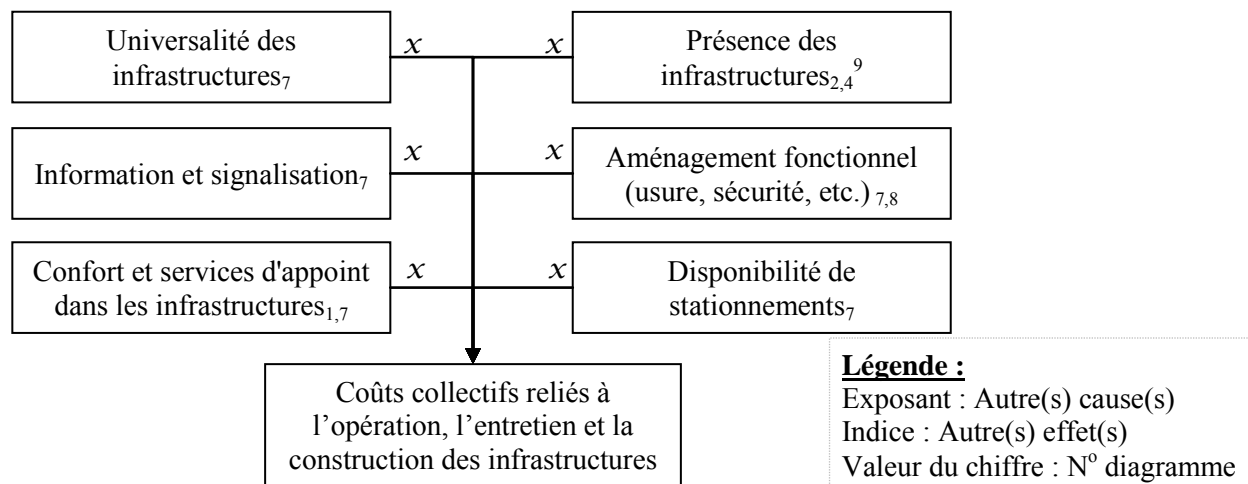 Universalité des
infrastructures₇
x
x
Présence des
infrastructures₂,₄⁹
Information et signalisation₇
x
x
Aménagement fonctionnel
(usure, sécurité, etc.) ₇,₈
Confort et services d'appoint
dans les infrastructures₁,₇
x
x
Disponibilité de
stationnements₇
Coûts collectifs reliés à
l’opération, l’entretien et la
construction des infrastructures
Légende :
Exposant : Autre(s) cause(s)
Indice : Autre(s) effet(s)
Valeur du chiffre : Nº diagramme